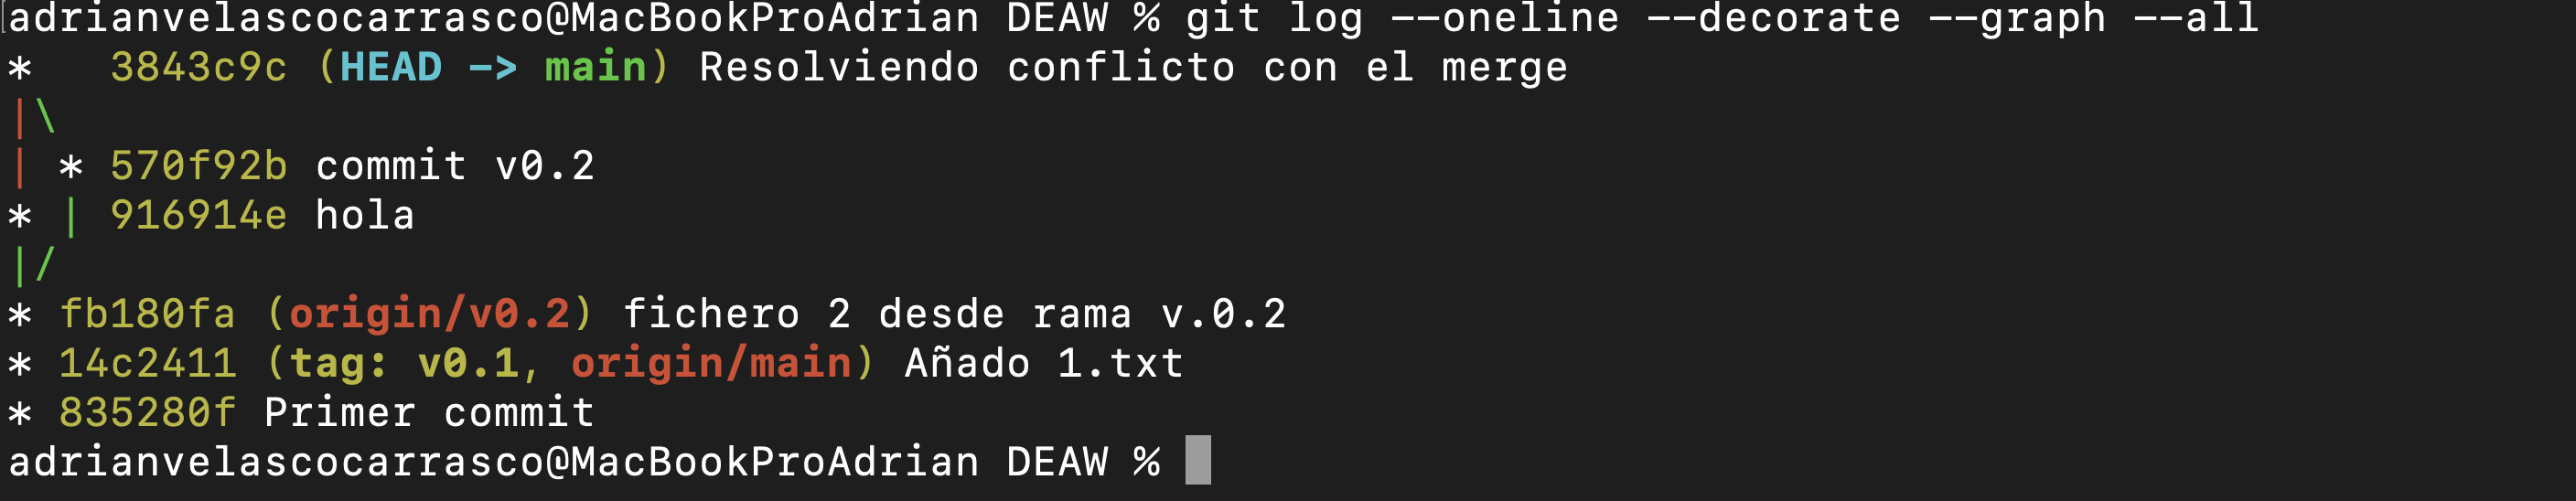 adrianvelascocarrasco@MacBookProAdrian DEAW % git log --oneline --decorate --graph --all
*   3843c9c (HEAD -> main) Resolviendo conflicto con el merge
|\
| * 570f92b commit v0.2
* | 916914e hola
|/
* fb180fa (origin/v0.2) fichero 2 desde rama v.0.2
* 14c2411 (tag: v0.1, origin/main) Añado 1.txt
* 835280f Primer commit
adrianvelascocarrasco@MacBookProAdrian DEAW %